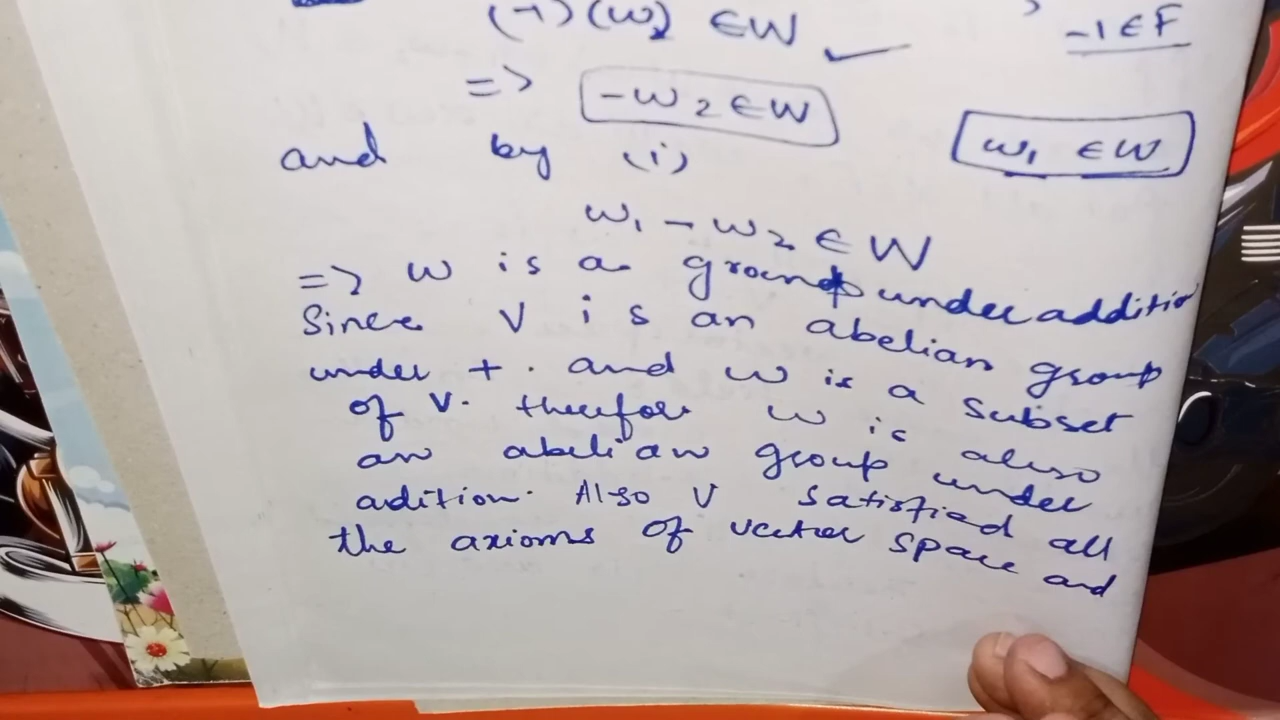 (-1)(w2) ∈W ✓ , -1∈F
=> -w2∈W
and by (i) w1 ∈W
w1 - w2 ∈ W
=> W is a group under addition
Since V is an abelian group
under +. and W is a subset
of V. therefore W is also
an abelian group under
adition. Also V satisfied all
the axioms of vector space and